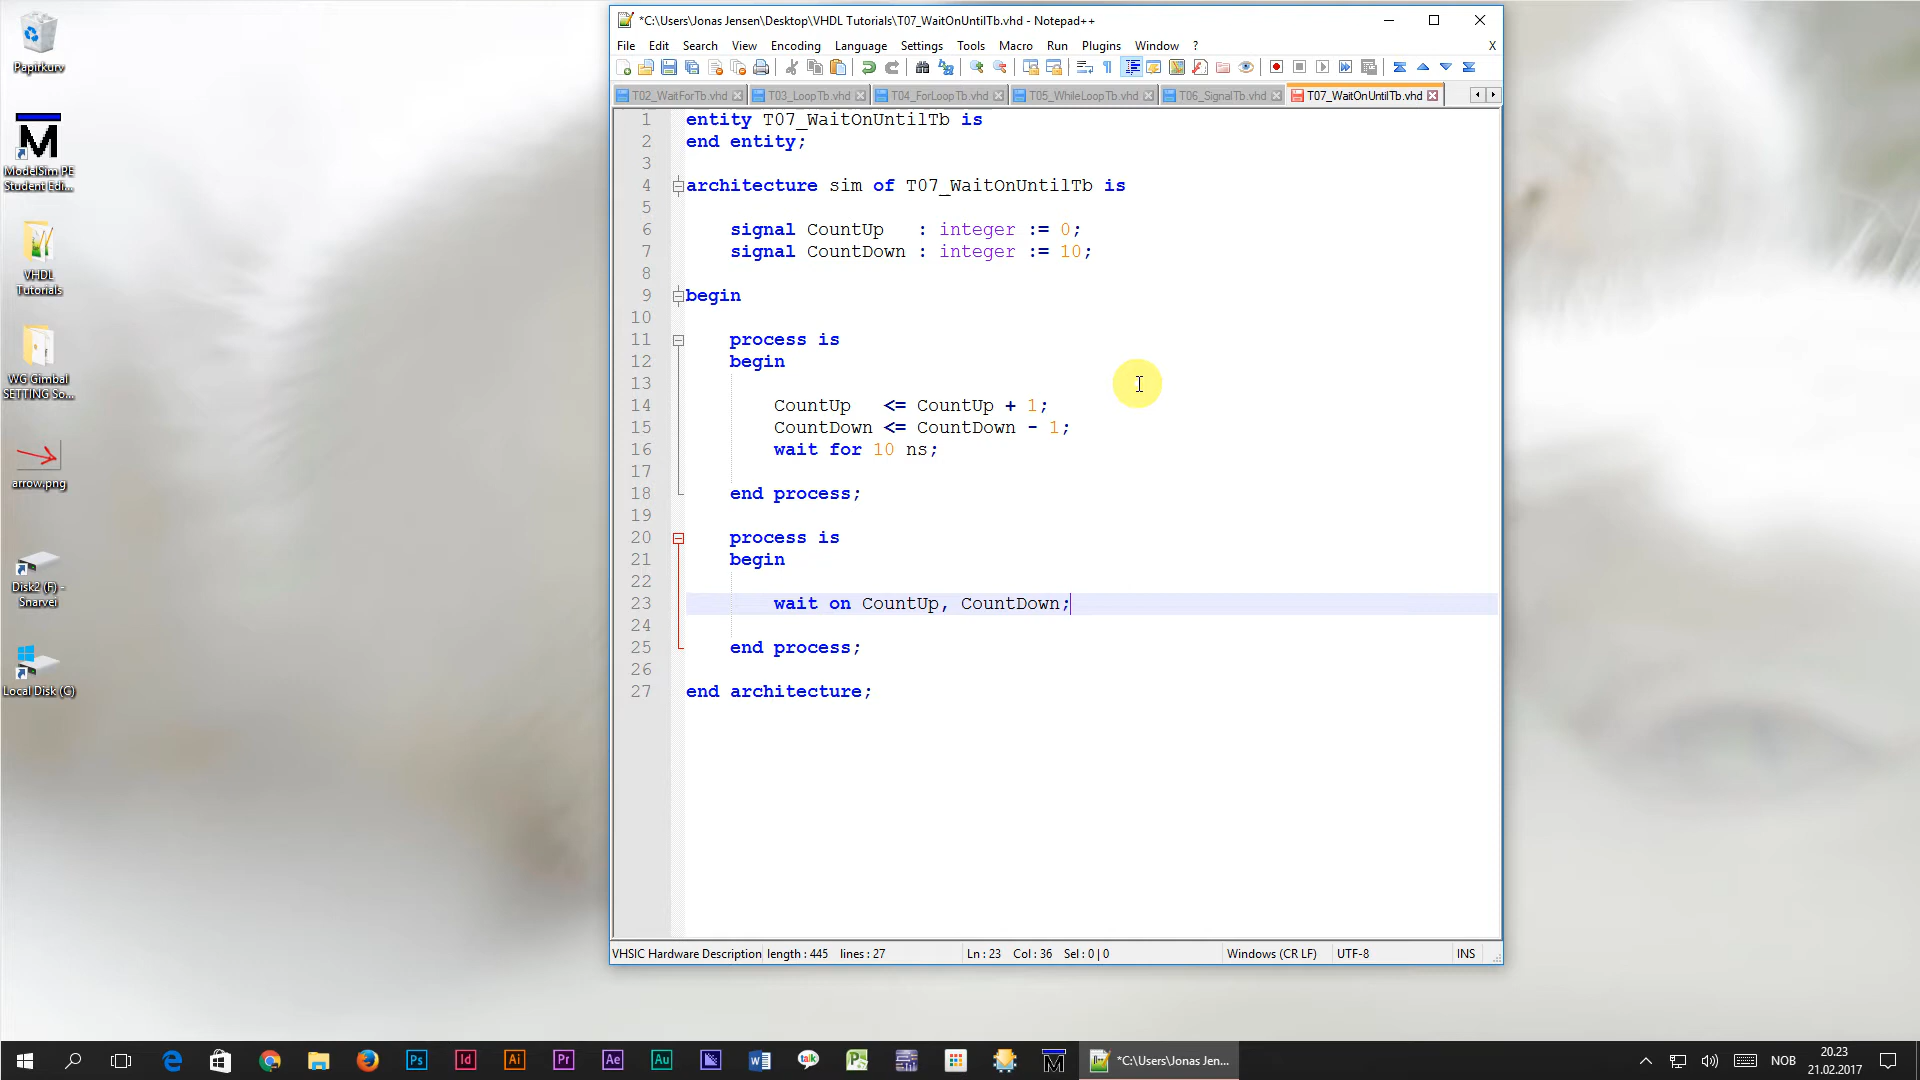 Papirkurv
ModelSim PE
Student Edi...
VHDL
Tutorials
WG Gimbal
SETTING So...
arrow.png
Disk2 (F) -
Snarvei
Local Disk (C)
*C:\Users\Jonas Jensen\Desktop\VHDL Tutorials\T07_WaitOnUntilTb.vhd - Notepad++
File Edit Search View Encoding Language Settings Tools Macro Run Plugins Window ? X
T02_WaitForTb.vhd T03_LoopTb.vhd T04_ForLoopTb.vhd T05_WhileLoopTb.vhd T06_SignalTb.vhd T07_WaitOnUntilTb.vhd
1 entity T07_WaitOnUntilTb is
2 end entity;
3
4 architecture sim of T07_WaitOnUntilTb is
5
6 signal CountUp   : integer := 0;
7 signal CountDown : integer := 10;
8
9 begin
10
11 process is
12 begin
13
14 CountUp   <= CountUp + 1;
15 CountDown <= CountDown - 1;
16 wait for 10 ns;
17
18 end process;
19
20 process is
21 begin
22
23 wait on CountUp, CountDown;
24
25 end process;
26
27 end architecture;
VHSIC Hardware Description length : 445 lines : 27 Ln : 23 Col : 36 Sel : 0 | 0 Windows (CR LF) UTF-8 INS
Ps Id Ai Pr Ae Au talk M *C:\Users\Jonas Jen... NOB 20.23
21.02.2017